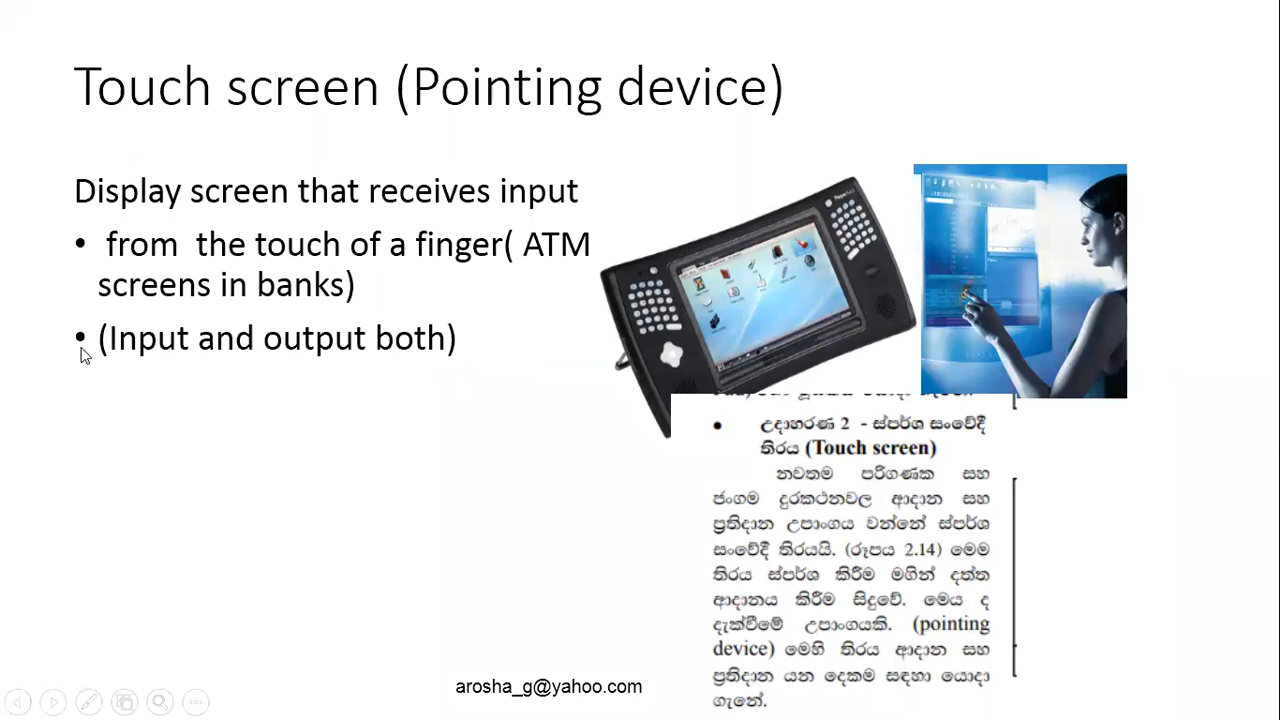 Touch screen (Pointing device)
Display screen that receives input
• from the touch of a finger( ATM
screens in banks)
• (Input and output both)
• උදාහරණ 2 - ස්පර්ශ සංවේදී
තිරය (Touch screen)
නවතම පරිගණක සහ
ජංගම දුරකථනවල ආදාන සහ
ප්‍රතිදාන උපාංගය වන්නේ ස්පර්ශ
සංවේදී තිරයයි. (රූපය 2.14) මෙම
තිරය ස්පර්ශ කිරීම මගින් දත්ත
ආදානය කිරීම සිදුවේ. මෙය ද
දැක්වීමේ උපාංගයකි. (pointing
device) මෙහි තිරය ආදාන සහ
ප්‍රතිදාන යන දෙකම සඳහා යොදා
ගැනේ.
arosha_g@yahoo.com